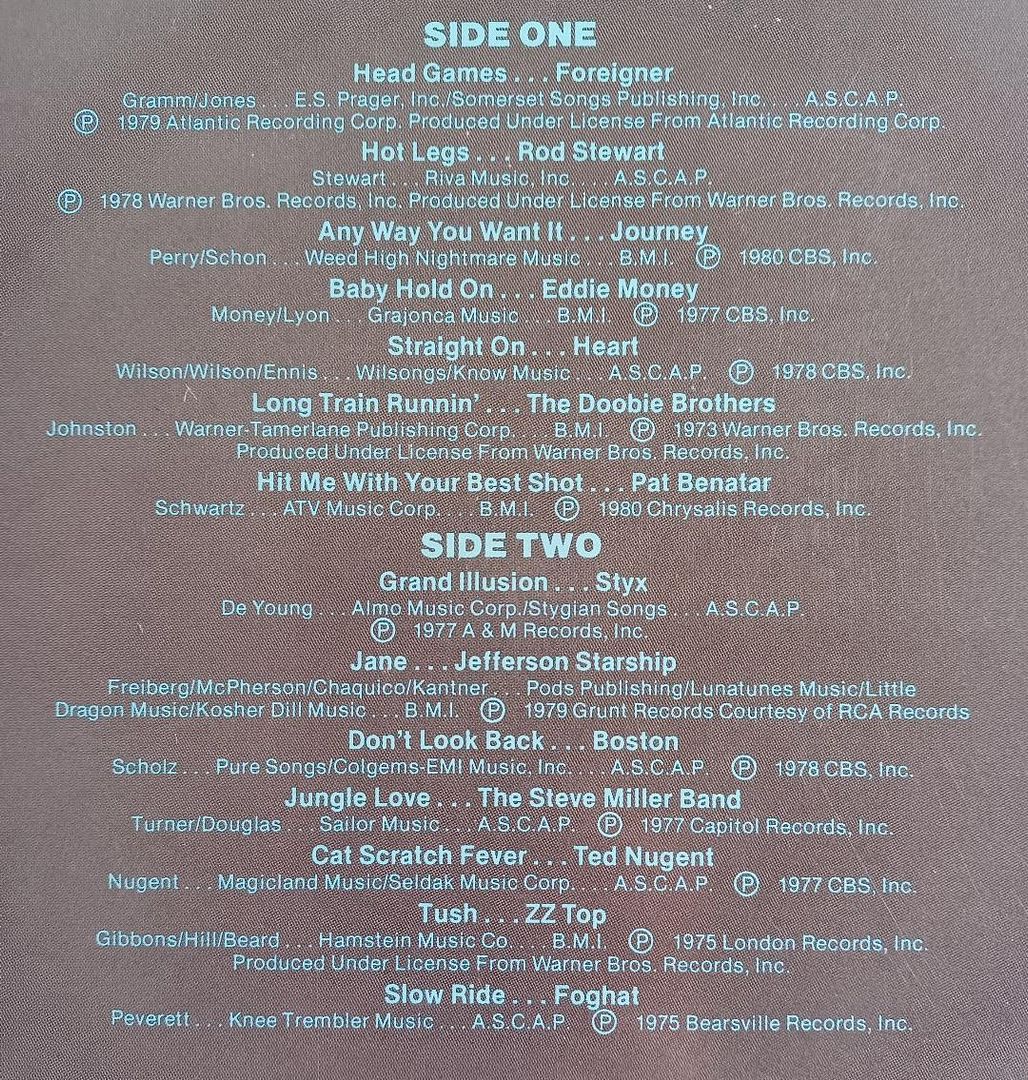 SIDE ONE
Head Games . . . Foreigner
Gramm/Jones . . . E.S. Prager, Inc./Somerset Songs Publishing, Inc. . . . A.S.C.A.P.
Ⓟ 1979 Atlantic Recording Corp. Produced Under License From Atlantic Recording Corp.
Hot Legs . . . Rod Stewart
Stewart . . . Riva Music, Inc. . . . A.S.C.A.P.
Ⓟ 1978 Warner Bros. Records, Inc. Produced Under License From Warner Bros. Records, Inc.
Any Way You Want It . . . Journey
Perry/Schon . . . Weed High Nightmare Music . . . B.M.I. Ⓟ 1980 CBS, Inc.
Baby Hold On . . . Eddie Money
Money/Lyon . . . Grajonca Music . . . B.M.I. Ⓟ 1977 CBS, Inc.
Straight On . . . Heart
Wilson/Wilson/Ennis . . . Wilsongs/Know Music . . . A.S.C.A.P. Ⓟ 1978 CBS, Inc.
Long Train Runnin' . . . The Doobie Brothers
Johnston . . . Warner-Tamerlane Publishing Corp. . . . B.M.I. Ⓟ 1973 Warner Bros. Records, Inc.
Produced Under License From Warner Bros. Records, Inc.
Hit Me With Your Best Shot . . . Pat Benatar
Schwartz . . . ATV Music Corp. . . . B.M.I. Ⓟ 1980 Chrysalis Records, Inc.
SIDE TWO
Grand Illusion . . . Styx
De Young . . . Almo Music Corp./Stygian Songs . . . A.S.C.A.P.
Ⓟ 1977 A & M Records, Inc.
Jane . . . Jefferson Starship
Freiberg/McPherson/Chaquico/Kantner . . . Pods Publishing/Lunatunes Music/Little
Dragon Music/Kosher Dill Music . . . B.M.I. Ⓟ 1979 Grunt Records Courtesy of RCA Records
Don't Look Back . . . Boston
Scholz . . . Pure Songs/Colgems-EMI Music, Inc. . . . A.S.C.A.P. Ⓟ 1978 CBS, Inc.
Jungle Love . . . The Steve Miller Band
Turner/Douglas . . . Sailor Music . . . A.S.C.A.P. Ⓟ 1977 Capitol Records, Inc.
Cat Scratch Fever . . . Ted Nugent
Nugent . . . Magicland Music/Seldak Music Corp. . . . A.S.C.A.P. Ⓟ 1977 CBS, Inc.
Tush . . . ZZ Top
Gibbons/Hill/Beard . . . Hamstein Music Co. . . . B.M.I. Ⓟ 1975 London Records, Inc.
Produced Under License From Warner Bros. Records, Inc.
Slow Ride . . . Foghat
Peverett . . . Knee Trembler Music . . . A.S.C.A.P. Ⓟ 1975 Bearsville Records, Inc.